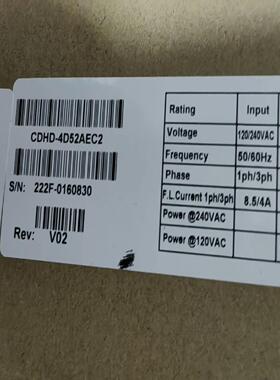 CDHD-4D52AEC2
S/N: 222F-0160830
Rev: V02
Rating Input
Voltage 120/240VAC
Frequency 50/60Hz
Phase 1ph/3ph
F.L.Current 1ph/3ph 8.5/4A
Power @240VAC
Power @120VAC